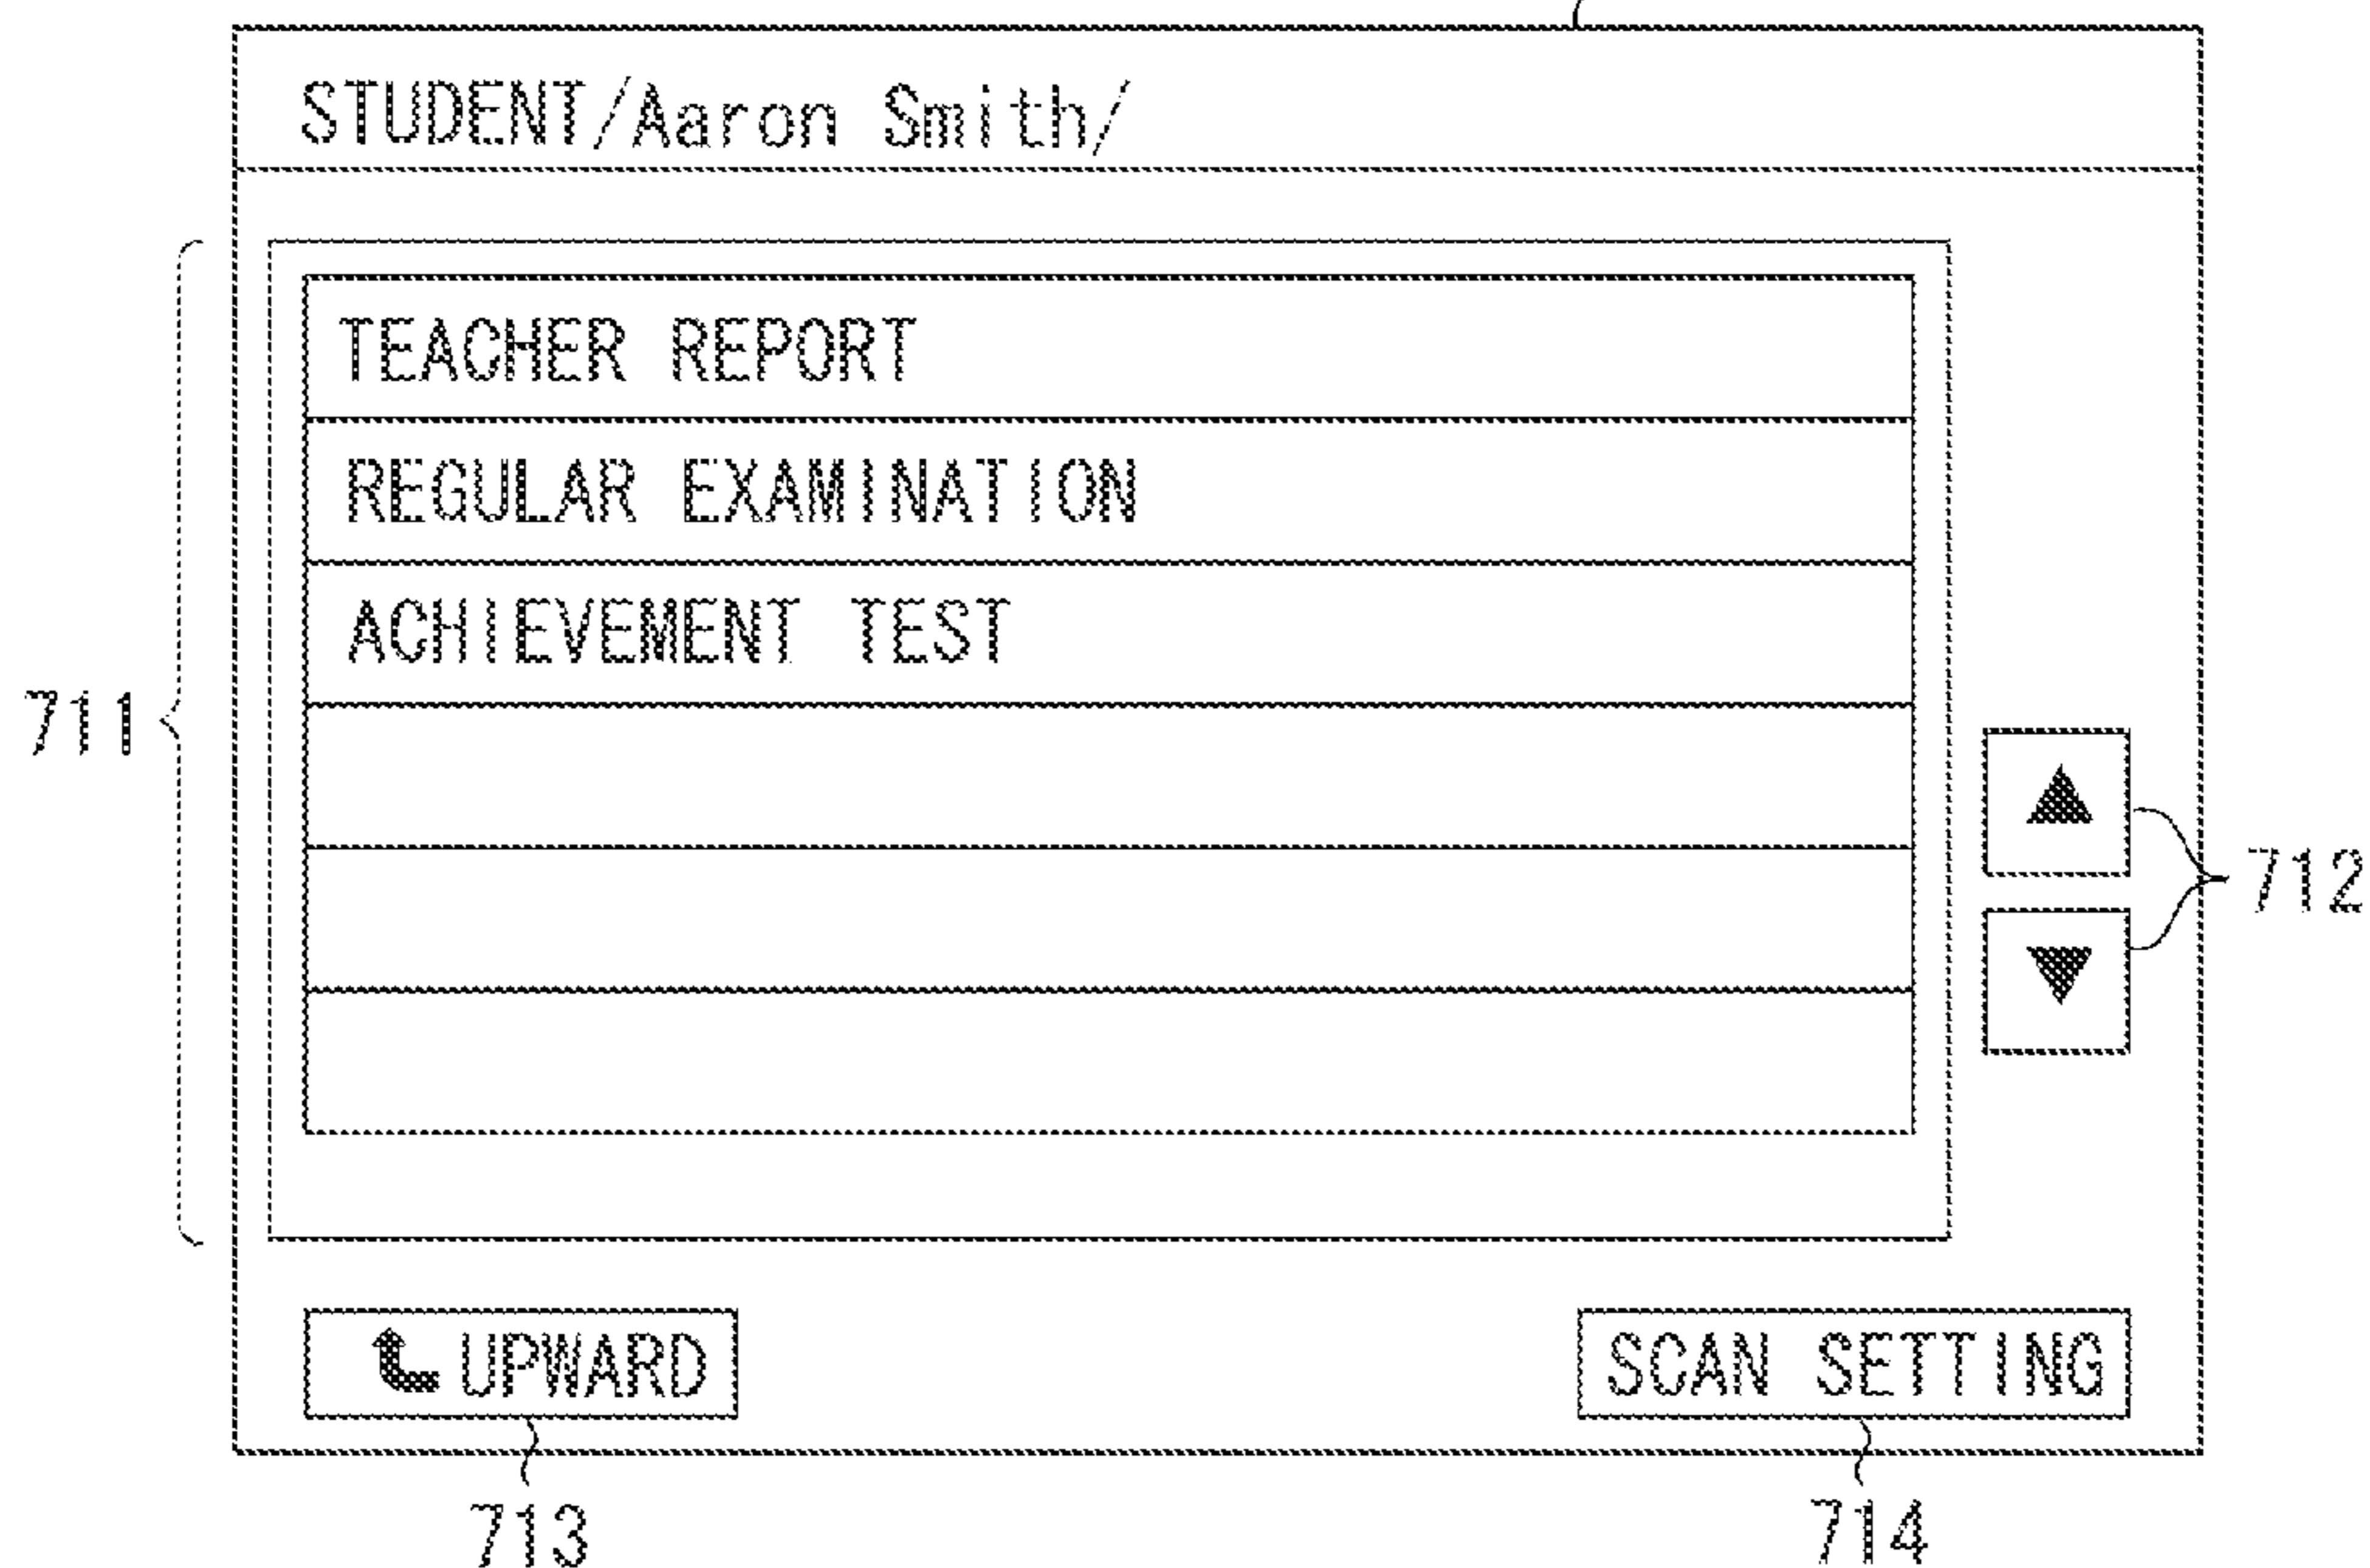 STUDENT/Aaron Smith/
TEACHER REPORT
REGULAR EXAMINATION
ACHIEVEMENT TEST
711
712
UPWARD
SCAN SETTING
713
714